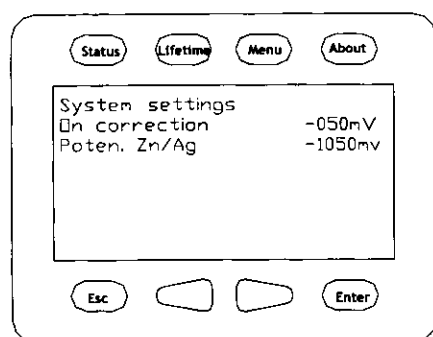 Status Lifetime Menu About
System settings
On correction -050mV
Poten. Zn/Ag -1050mv
Esc Enter